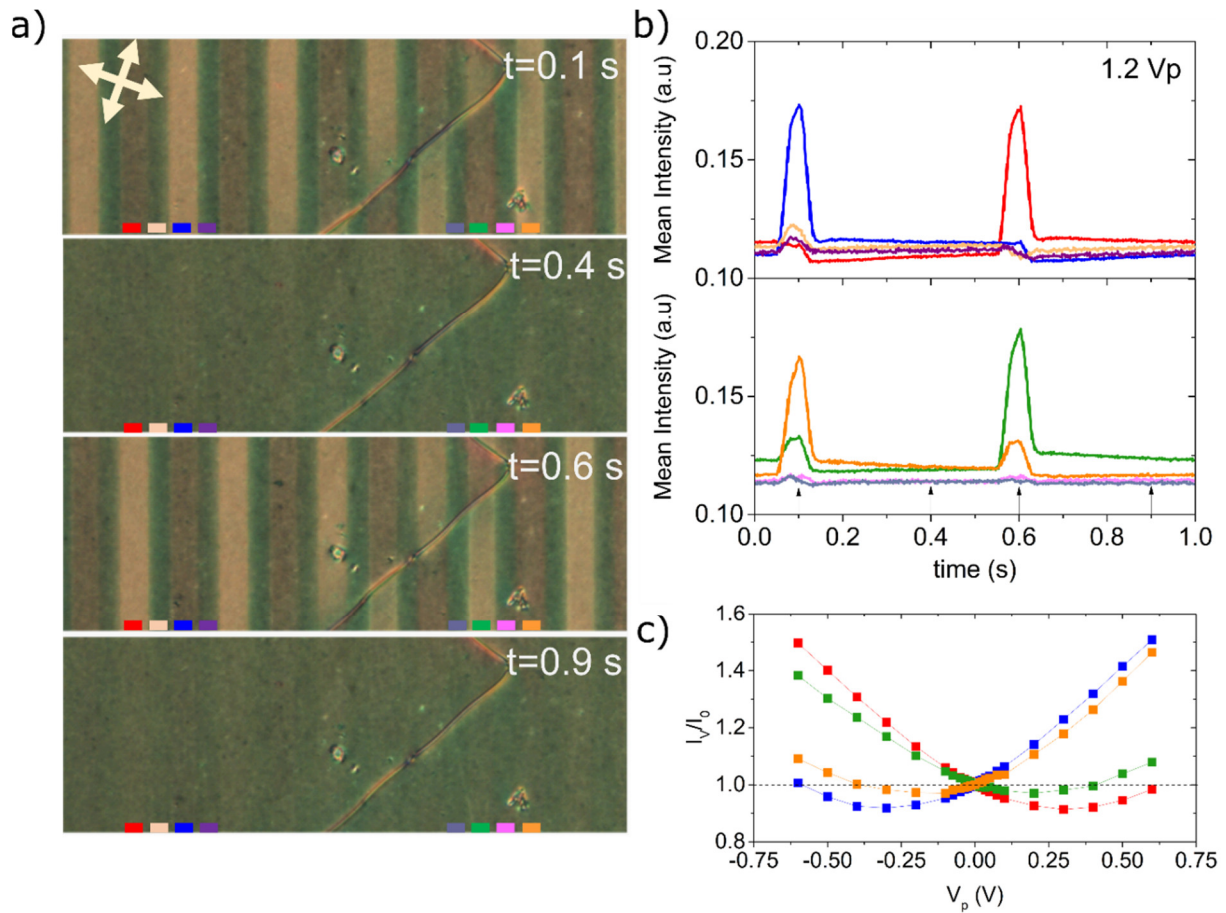 a)
t=0.1 s
t=0.4 s
t=0.6 s
t=0.9 s
b)
1.2 Vp
Mean Intensity (a.u)
0.20
0.15
0.10
Mean Intensity (a.u)
0.15
0.10
0.0 0.2 0.4 0.6 0.8 1.0
time (s)
c)
I_V/I_0
1.6
1.4
1.2
1.0
0.8
-0.75 -0.50 -0.25 0.00 0.25 0.50 0.75
V_p (V)